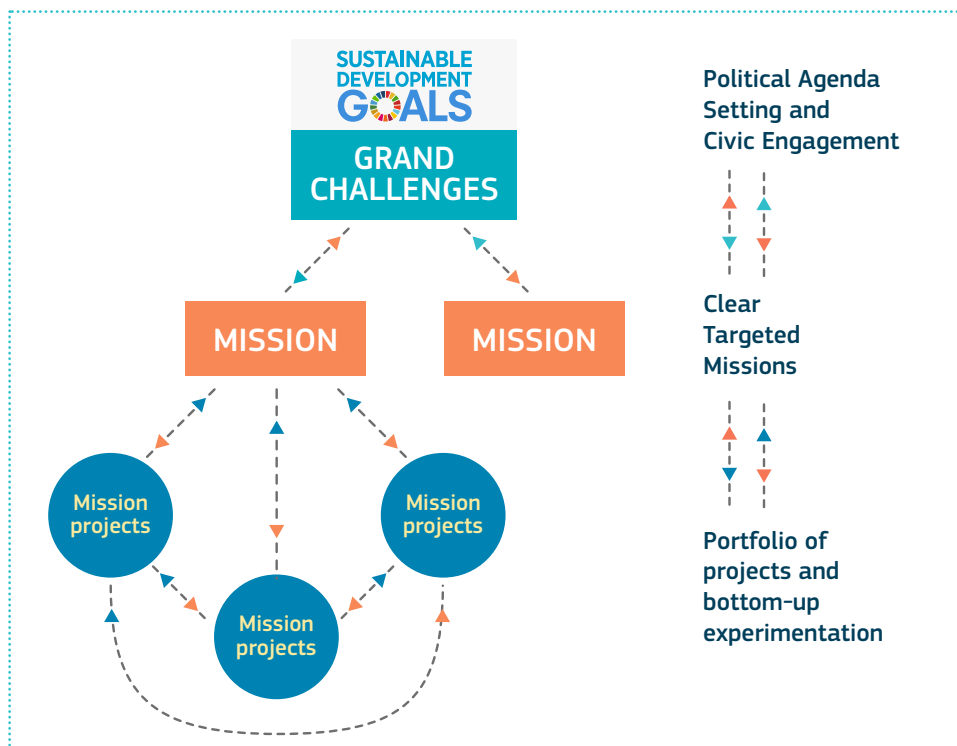 SUSTAINABLE
DEVELOPMENT
GOALS
GRAND
CHALLENGES
MISSION
MISSION
Mission
projects
Mission
projects
Mission
projects
Political Agenda
Setting and
Civic Engagement
Clear
Targeted
Missions
Portfolio of
projects and
bottom-up
experimentation